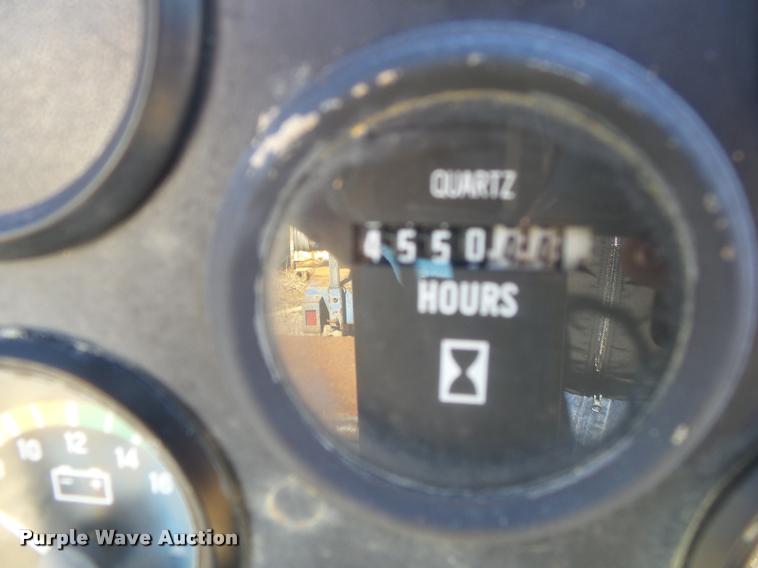 QUARTZ
4550
HOURS
10 12 14 16
Purple Wave Auction